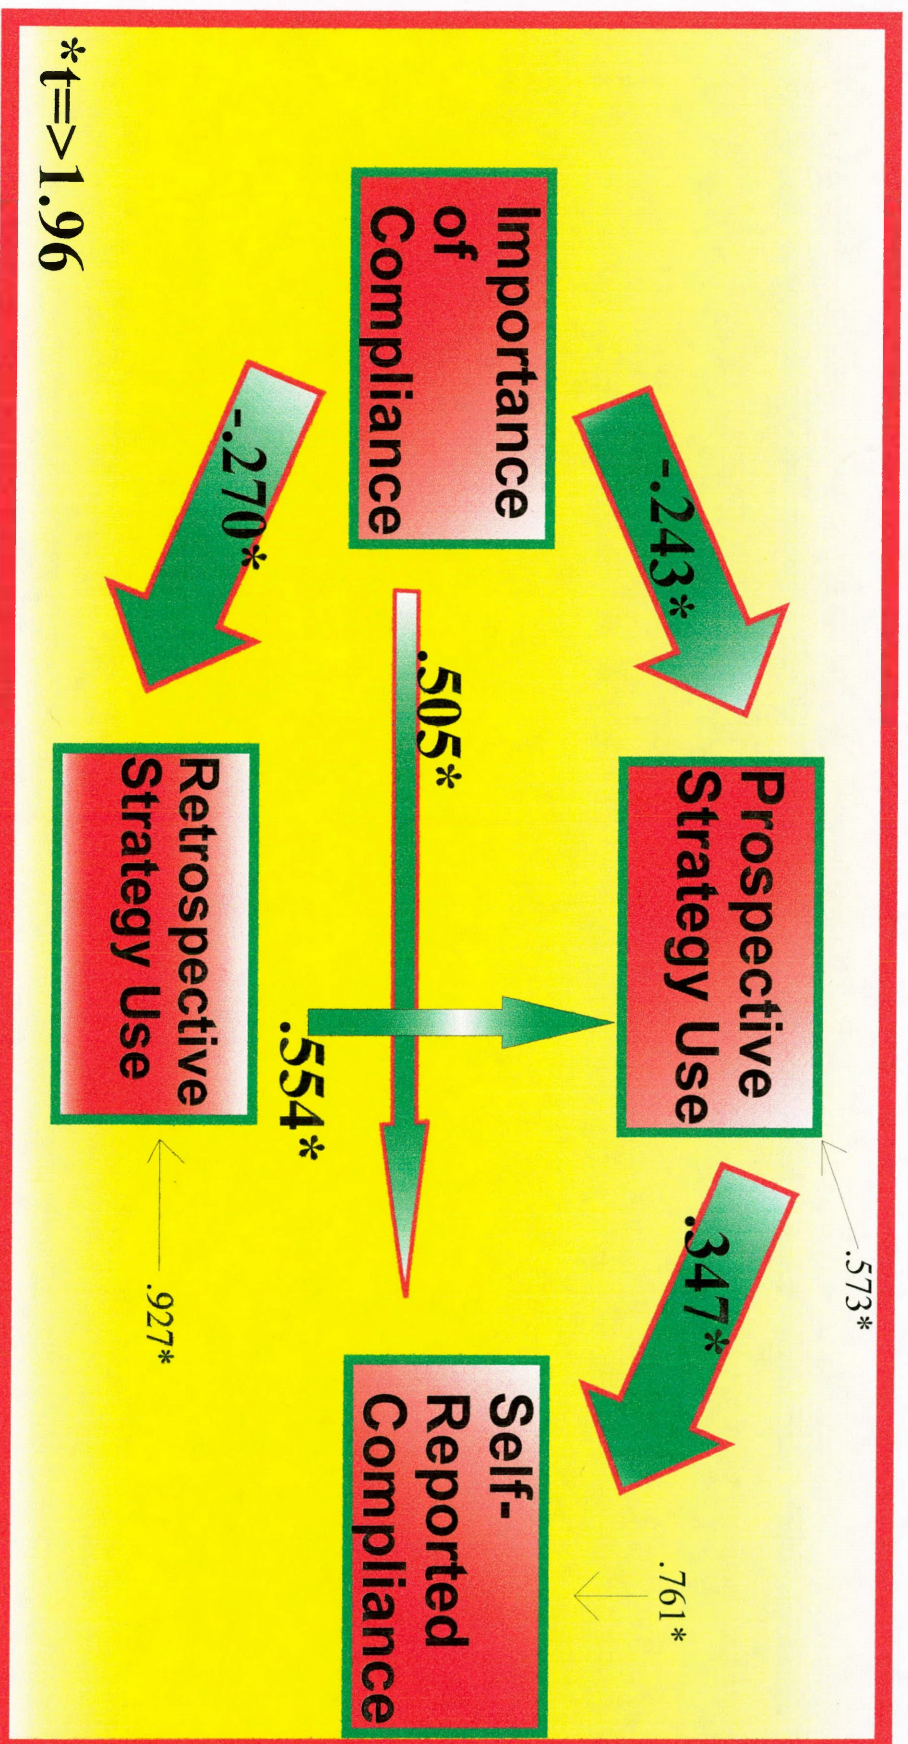 .573*
Prospective
Strategy Use
-.243*
.347*
.761*
Importance
of
Compliance
.505*
Self-
Reported
Compliance
.554*
-.270*
Retrospective
Strategy Use
.927*
*t=>1.96